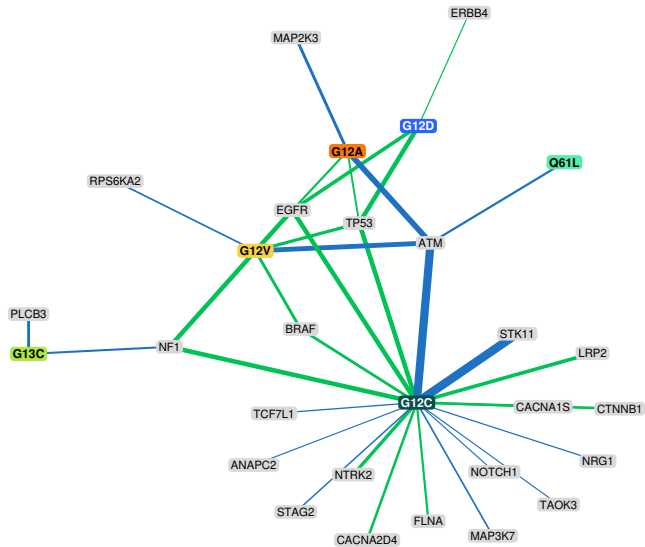 ERBB4
MAP2K3
G12D
G12A
Q61L
RPS6KA2
EGFR
TP53
ATM
G12V
PLCB3
BRAF
STK11
NF1
G13C
LRP2
G12C
CACNA1S
CTNNB1
TCF7L1
ANAPC2
NRG1
NTRK2
NOTCH1
TAOK3
STAG2
FLNA
MAP3K7
CACNA2D4